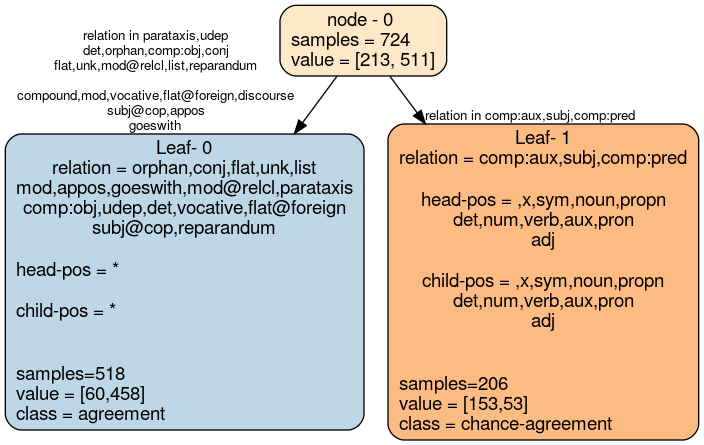 node - 0
samples = 724
value = [213, 511]
relation in parataxis,udep
det,orphan,comp:obj,conj
flat,unk,mod@relcl,list,reparandum
compound,mod,vocative,flat@foreign,discourse
subj@cop,appos
goeswith
relation in comp:aux,subj,comp:pred
Leaf- 0
relation = orphan,conj,flat,unk,list
mod,appos,goeswith,mod@relcl,parataxis
comp:obj,udep,det,vocative,flat@foreign
subj@cop,reparandum
head-pos = *
child-pos = *
samples=518
value = [60,458]
class = agreement
Leaf- 1
relation = comp:aux,subj,comp:pred
head-pos = ,x,sym,noun,propn
det,num,verb,aux,pron
adj
child-pos = ,x,sym,noun,propn
det,num,verb,aux,pron
adj
samples=206
value = [153,53]
class = chance-agreement